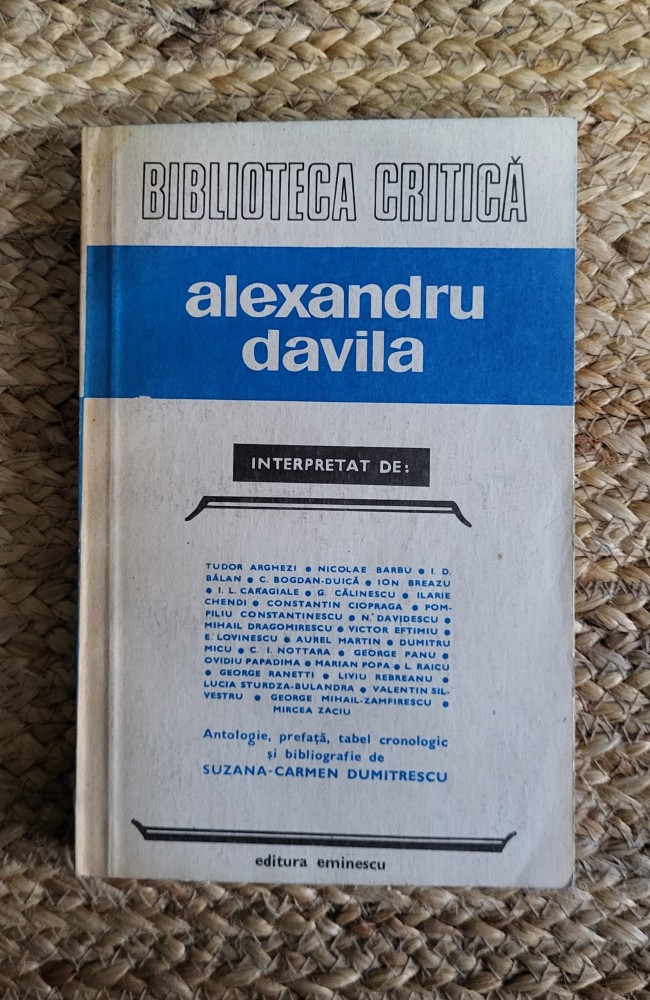 BIBLIOTECA CRITICĂ
alexandru
davila
INTERPRETAT DE:
TUDOR ARGHEZI • NICOLAE BARBU • I. D.
BĂLAN • C. BOGDAN-DUICĂ • ION BREAZU
• I. L. CARAGIALE • G. CĂLINESCU • ILARIE
CHENDI • CONSTANTIN CIOPRAGA • POM-
PILIU CONSTANTINESCU • N. DAVIDESCU •
MIHAIL DRAGOMIRESCU • VICTOR EFTIMIU •
E. LOVINESCU • AUREL MARTIN • DUMITRU
MICU • C. I. NOTTARA • GEORGE PANU •
OVIDIU PAPADIMA • MARIAN POPA • L. RAICU
• GEORGE RANETTI • LIVIU REBREANU •
LUCIA STURDZA-BULANDRA • VALENTIN SIL-
VESTRU • GEORGE MIHAIL-ZAMFIRESCU •
MIRCEA ZACIU
Antologie, prefață, tabel cronologic
și bibliografie de
SUZANA-CARMEN DUMITRESCU
editura eminescu